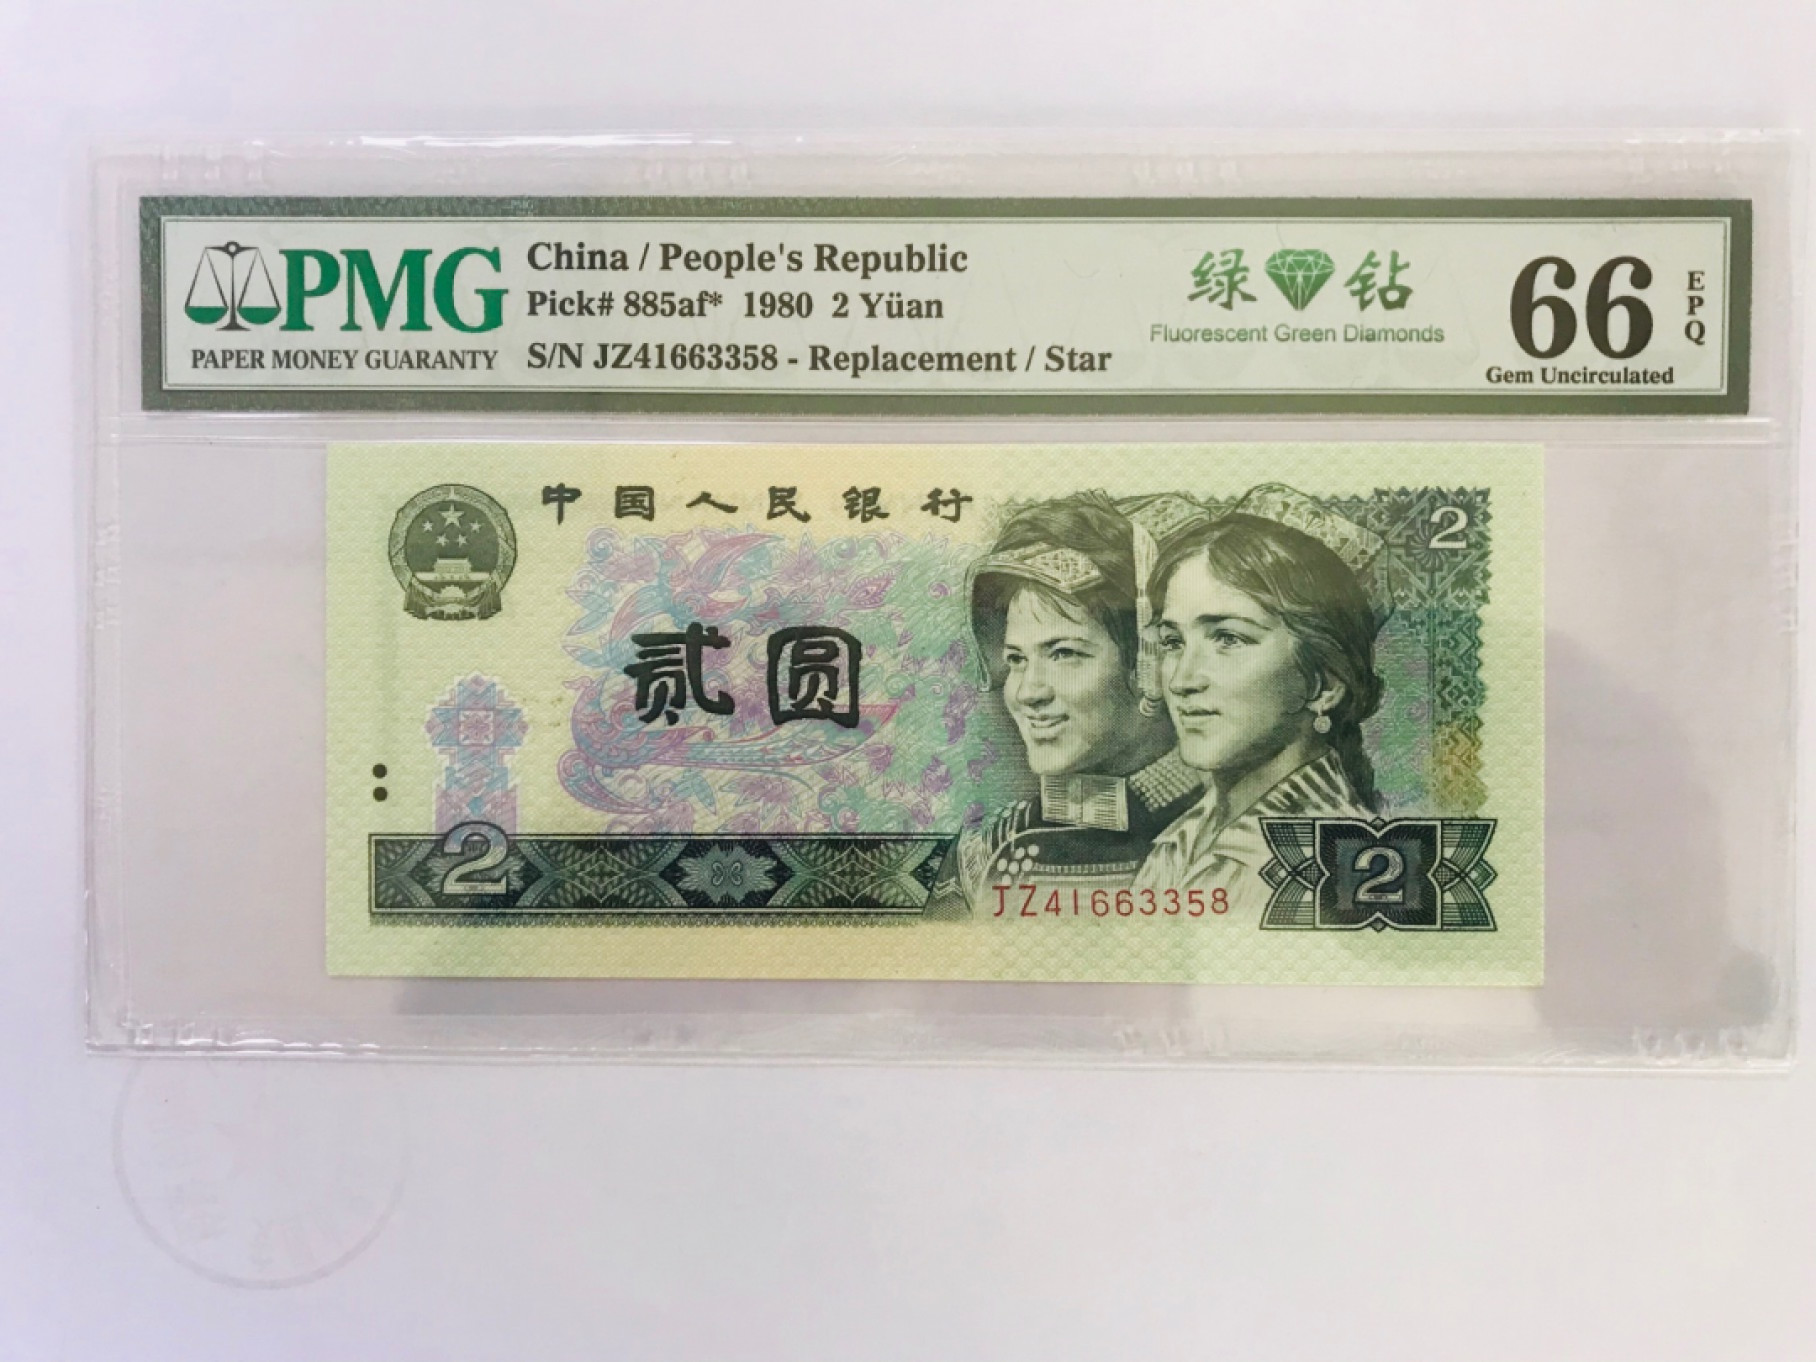 PMG
PAPER MONEY GUARANTY
China / People's Republic
Pick# 885af* 1980 2 Yüan
S/N JZ41663358 - Replacement / Star
绿 钻
Fluorescent Green Diamonds
66
EPQ
Gem Uncirculated
中国人民银行
2
贰圆
2
JZ41663358
2